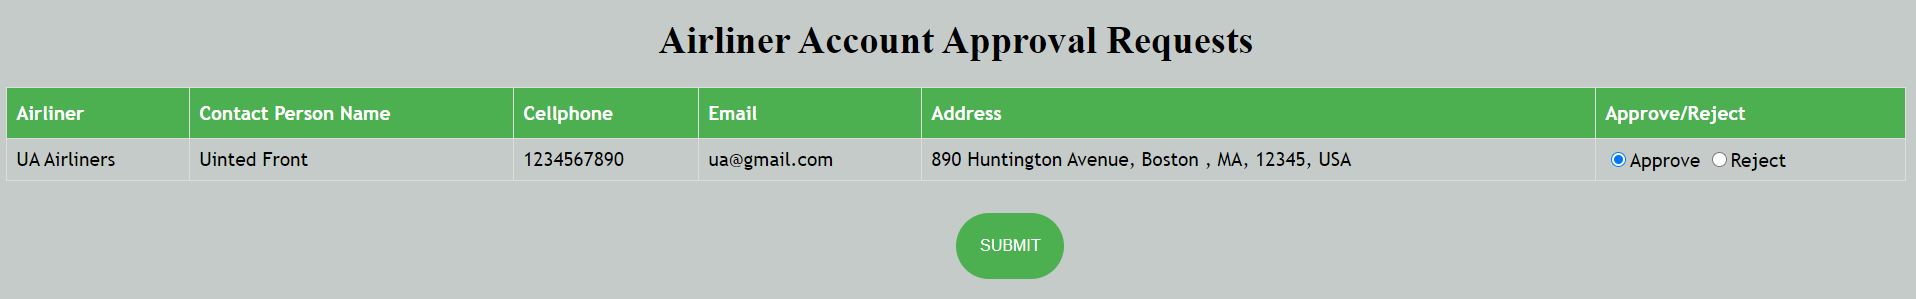 Airliner Account Approval Requests
Airliner Contact Person Name Cellphone Email Address Approve/Reject
UA Airliners Uinted Front 1234567890 ua@gmail.com 890 Huntington Avenue, Boston , MA, 12345, USA Approve Reject
SUBMIT